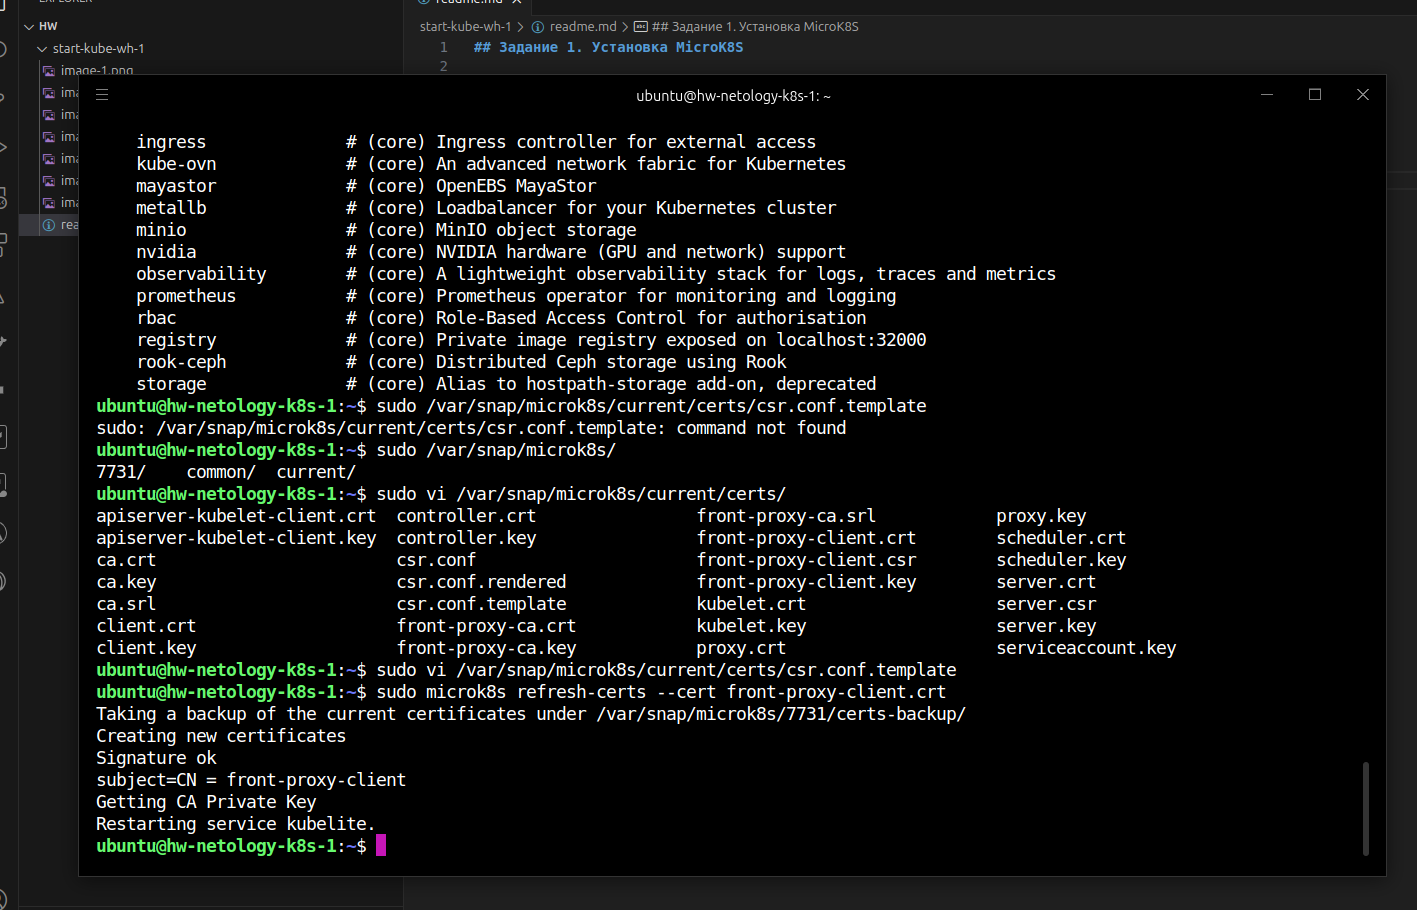 HW
readme.md
start-kube-wh-1 > readme.md > ## Задание 1. Установка MicroK8S
start-kube-wh-1
1 ## Задание 1. Установка MicroK8S
2
image-1.png
ima
ima
ima
ima
ima
ima
rea
ubuntu@hw-netology-k8s-1: ~
ingress # (core) Ingress controller for external access
kube-ovn # (core) An advanced network fabric for Kubernetes
mayastor # (core) OpenEBS MayaStor
metallb # (core) Loadbalancer for your Kubernetes cluster
minio # (core) MinIO object storage
nvidia # (core) NVIDIA hardware (GPU and network) support
observability # (core) A lightweight observability stack for logs, traces and metrics
prometheus # (core) Prometheus operator for monitoring and logging
rbac # (core) Role-Based Access Control for authorisation
registry # (core) Private image registry exposed on localhost:32000
rook-ceph # (core) Distributed Ceph storage using Rook
storage # (core) Alias to hostpath-storage add-on, deprecated
ubuntu@hw-netology-k8s-1:~$ sudo /var/snap/microk8s/current/certs/csr.conf.template
sudo: /var/snap/microk8s/current/certs/csr.conf.template: command not found
ubuntu@hw-netology-k8s-1:~$ sudo /var/snap/microk8s/
7731/ common/ current/
ubuntu@hw-netology-k8s-1:~$ sudo vi /var/snap/microk8s/current/certs/
apiserver-kubelet-client.crt controller.crt front-proxy-ca.srl proxy.key
apiserver-kubelet-client.key controller.key front-proxy-client.crt scheduler.crt
ca.crt csr.conf front-proxy-client.csr scheduler.key
ca.key csr.conf.rendered front-proxy-client.key server.crt
ca.srl csr.conf.template kubelet.crt server.csr
client.crt front-proxy-ca.crt kubelet.key server.key
client.key front-proxy-ca.key proxy.crt serviceaccount.key
ubuntu@hw-netology-k8s-1:~$ sudo vi /var/snap/microk8s/current/certs/csr.conf.template
ubuntu@hw-netology-k8s-1:~$ sudo microk8s refresh-certs --cert front-proxy-client.crt
Taking a backup of the current certificates under /var/snap/microk8s/7731/certs-backup/
Creating new certificates
Signature ok
subject=CN = front-proxy-client
Getting CA Private Key
Restarting service kubelite.
ubuntu@hw-netology-k8s-1:~$